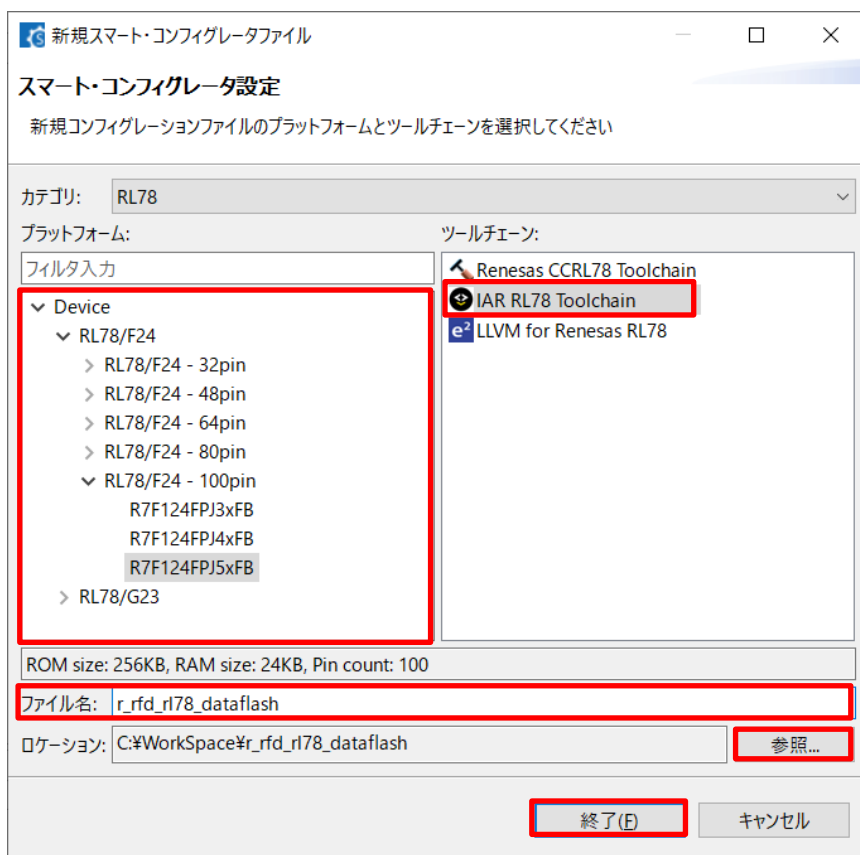 新規スマート・コンフィグレータファイル
スマート・コンフィグレータ設定
新規コンフィグレーションファイルのプラットフォームとツールチェーンを選択してください
カテゴリ: RL78
プラットフォーム:
フィルタ入力
Device
RL78/F24
RL78/F24 - 32pin
RL78/F24 - 48pin
RL78/F24 - 64pin
RL78/F24 - 80pin
RL78/F24 - 100pin
R7F124FPJ3xFB
R7F124FPJ4xFB
R7F124FPJ5xFB
RL78/G23
ツールチェーン:
Renesas CCRL78 Toolchain
IAR RL78 Toolchain
e² LLVM for Renesas RL78
ROM size: 256KB, RAM size: 24KB, Pin count: 100
ファイル名: r_rfd_rl78_dataflash
ロケーション: C:¥WorkSpace¥r_rfd_rl78_dataflash 参照...
終了(F) キャンセル